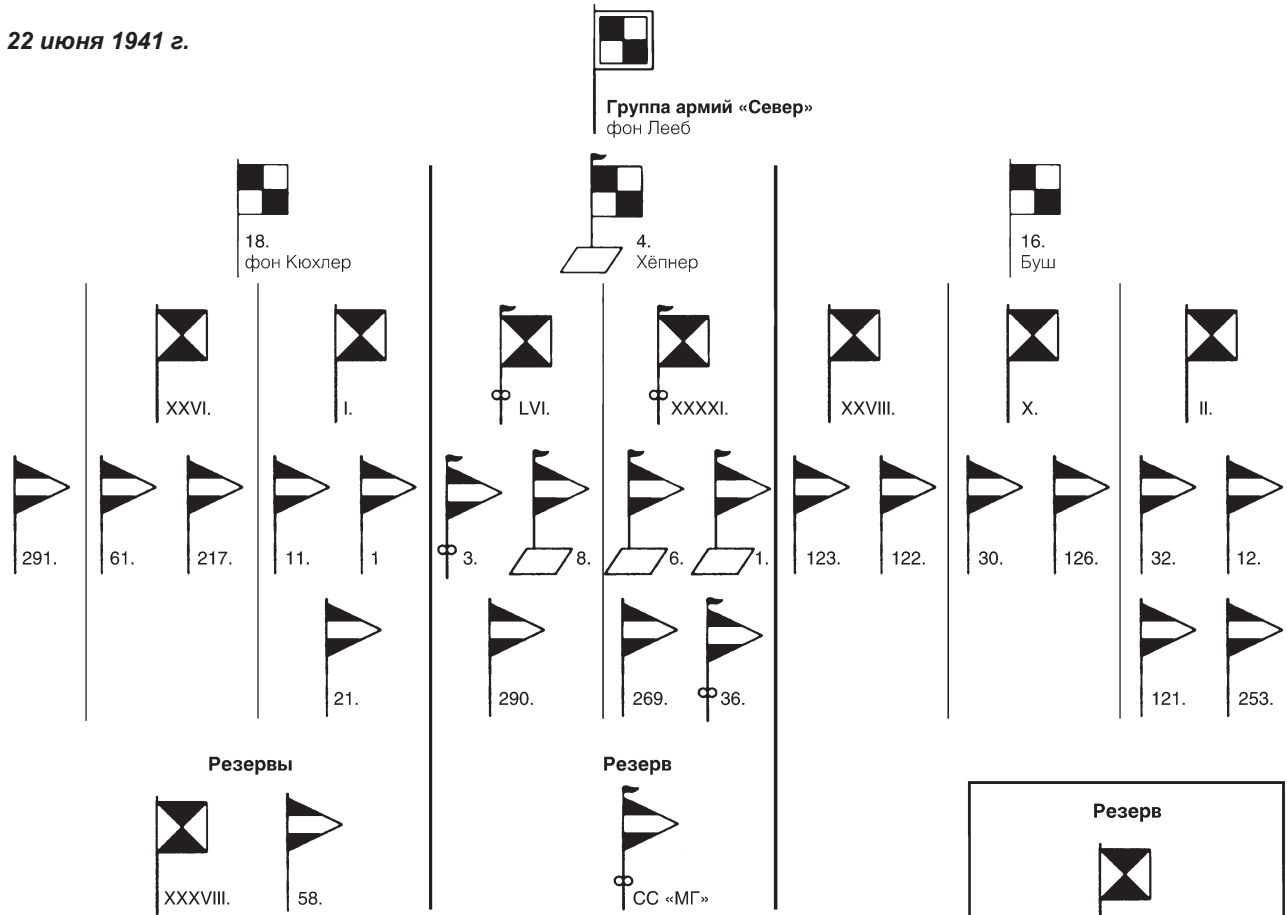 22 июня 1941 г.
Группа армий «Север»
фон Лееб
18.
фон Кюхлер
4.
Хёпнер
16.
Буш
XXVI.
I.
LVI.
XXXXI.
XXVIII.
X.
II.
291.
61.
217.
11.
1
3.
8.
6.
1.
123.
122.
30.
126.
32.
12.
21.
290.
269.
36.
121.
253.
Резервы
Резерв
Резерв
XXXVIII.
58.
СС «МГ»